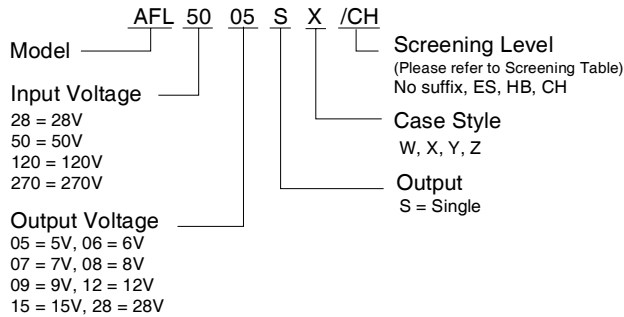 AFL 50 05 S X /CH
Model
Input Voltage
28 = 28V
50 = 50V
120 = 120V
270 = 270V
Output Voltage
05 = 5V, 06 = 6V
07 = 7V, 08 = 8V
09 = 9V, 12 = 12V
15 = 15V, 28 = 28V
Screening Level
(Please refer to Screening Table)
No suffix, ES, HB, CH
Case Style
W, X, Y, Z
Output
S = Single